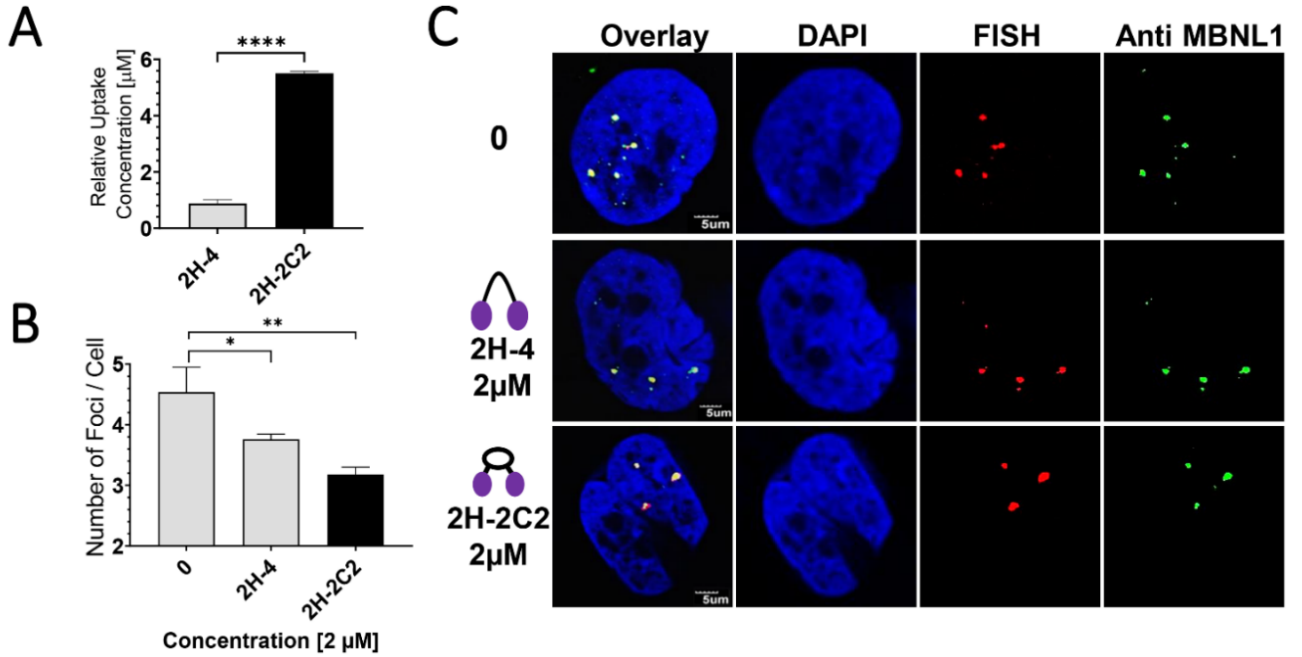 A
Relative Uptake
Concentration [µM]
6
4
2
0
****
2H-4
2H-2C2
B
Number of Foci / Cell
5
4
3
2
**
*
0
2H-4
2H-2C2
Concentration [2 µM]
C
Overlay
DAPI
FISH
Anti MBNL1
0
5um
2H-4
2µM
5um
2H-2C2
2µM
5um